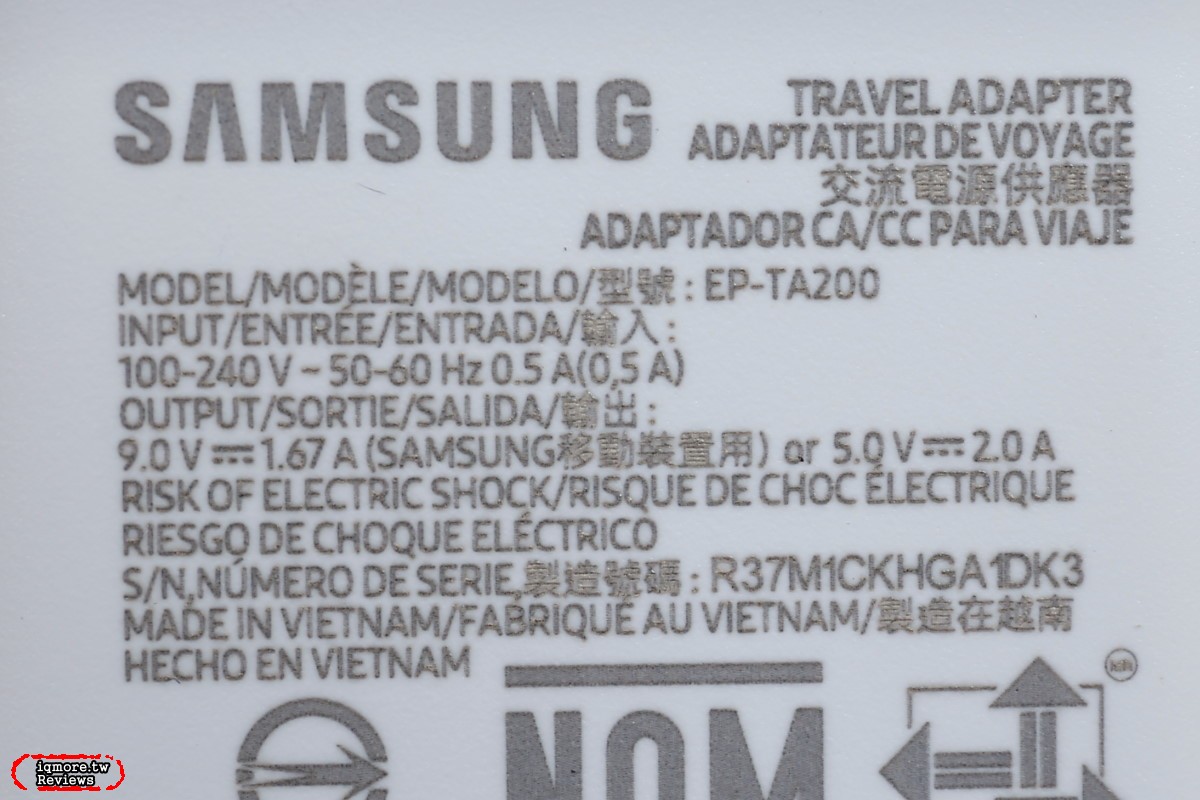 SAMSUNG
TRAVEL ADAPTER
ADAPTATEUR DE VOYAGE
交流電源供應器
ADAPTADOR CA/CC PARA VIAJE
MODEL/MODÈLE/MODELO/型號 : EP-TA200
INPUT/ENTRÉE/ENTRADA/輸入 :
100-240 V ~ 50-60 Hz 0.5 A(0,5 A)
OUTPUT/SORTIE/SALIDA/輸出 :
9.0 V ⎓ 1.67 A (SAMSUNG移動裝置用) or 5.0 V ⎓ 2.0 A
RISK OF ELECTRIC SHOCK/RISQUE DE CHOC ÉLECTRIQUE
RIESGO DE CHOQUE ELÉCTRICO
S/N,NÚMERO DE SERIE,製造號碼 : R37M1CKHGA1DK3
MADE IN VIETNAM/FABRIQUÉ AU VIETNAM/製造在越南
HECHO EN VIETNAM
NOM
iqmore.tw
Reviews